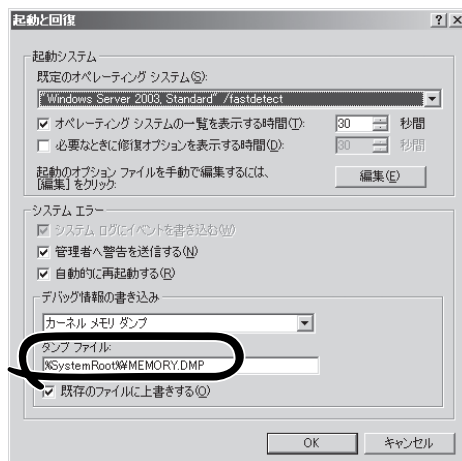 起動と回復
起動システム
既定のオペレーティング システム(S):
"Windows Server 2003, Standard" /fastdetect
オペレーティング システムの一覧を表示する時間(T): 30 秒間
必要なときに修復オプションを表示する時間(D): 30 秒間
起動のオプション ファイルを手動で編集するには、
[編集] をクリック: 編集(E)
システム エラー
システム ログにイベントを書き込む(W)
管理者へ警告を送信する(N)
自動的に再起動する(R)
デバッグ情報の書き込み
カーネル メモリ ダンプ
ダンプ ファイル:
%SystemRoot%¥MEMORY.DMP
既存のファイルに上書きする(O)
OK キャンセル